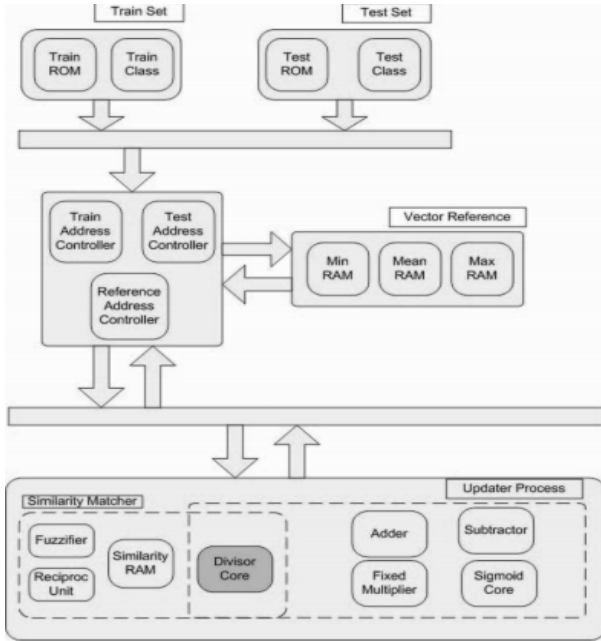 Train Set
Test Set
Train
ROM
Train
Class
Test
ROM
Test
Class
Train
Address
Controller
Test
Address
Controller
Reference
Address
Controller
Vector Reference
Min
RAM
Mean
RAM
Max
RAM
Similarity Matcher
Updater Process
Fuzzifier
Reciproc
Unit
Similarity
RAM
Divisor
Core
Adder
Subtractor
Fixed
Multiplier
Sigmoid
Core